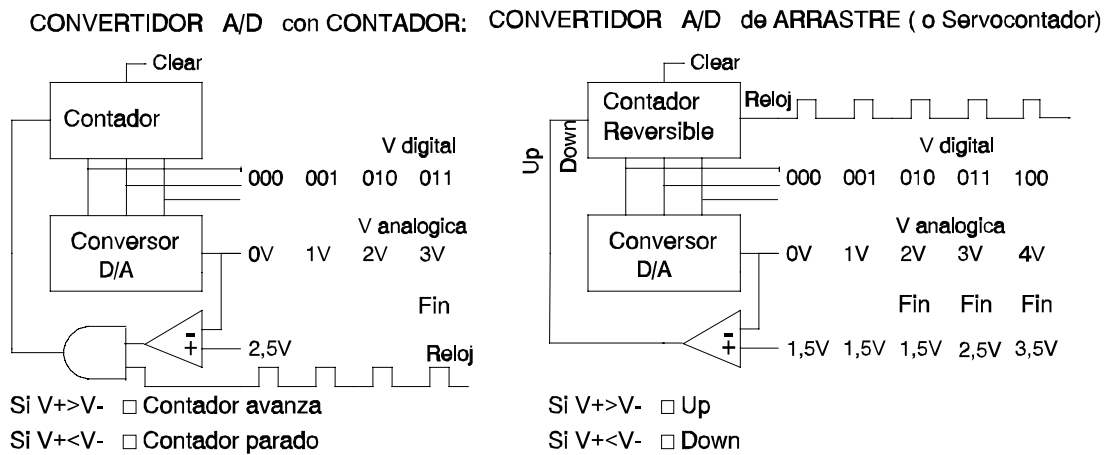 CONVERTIDOR A/D con CONTADOR:
Clear
Contador
V digital
000 001 010 011
V analogica
Conversor
D/A
0V 1V 2V 3V
Fin
-
+
2,5V
Reloj
Si V+>V- □ Contador avanza
Si V+<V- □ Contador parado
CONVERTIDOR A/D de ARRASTRE ( o Servocontador)
Clear
Contador
Reversible
Reloj
Up
Down
V digital
000 001 010 011 100
V analogica
Conversor
D/A
0V 1V 2V 3V 4V
Fin Fin Fin
-
+
1,5V 1,5V 1,5V 2,5V 3,5V
Si V+>V- □ Up
Si V+<V- □ Down